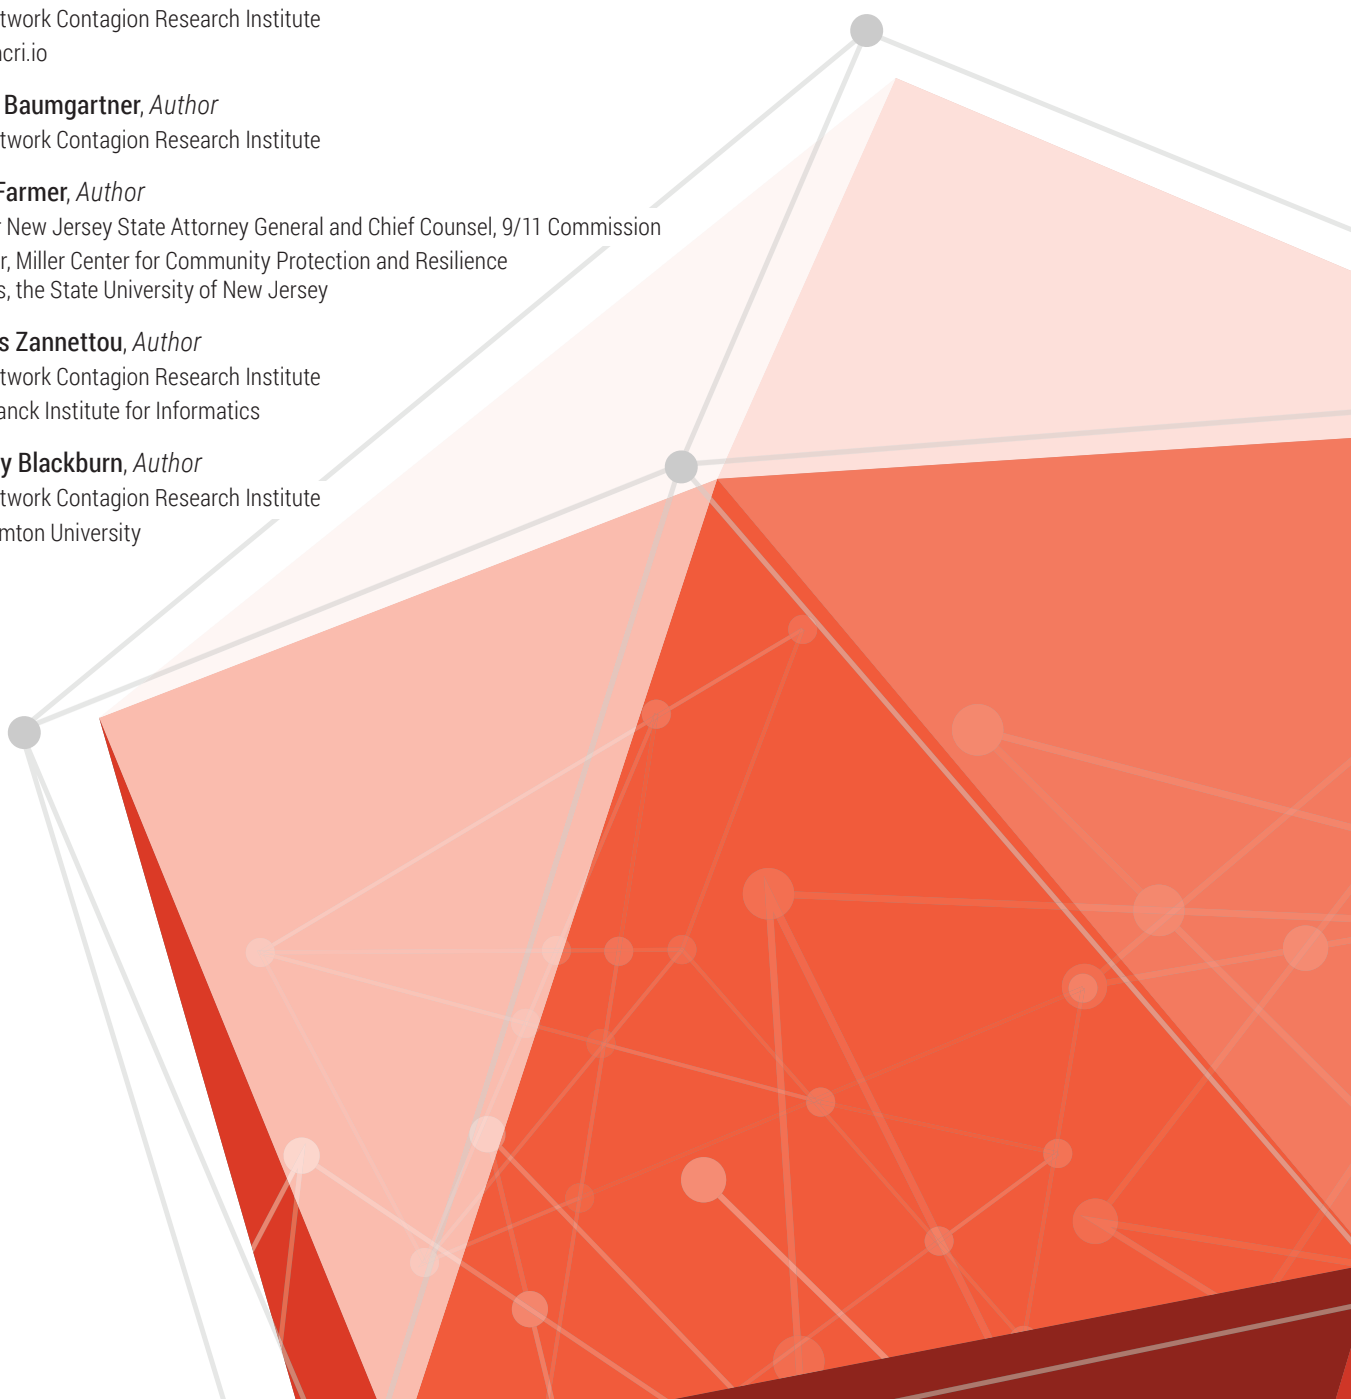 twork Contagion Research Institute
ncri.io
Baumgartner, Author
twork Contagion Research Institute
Farmer, Author
r New Jersey State Attorney General and Chief Counsel, 9/11 Commission
r, Miller Center for Community Protection and Resilience
s, the State University of New Jersey
s Zannettou, Author
twork Contagion Research Institute
anck Institute for Informatics
y Blackburn, Author
twork Contagion Research Institute
mton University